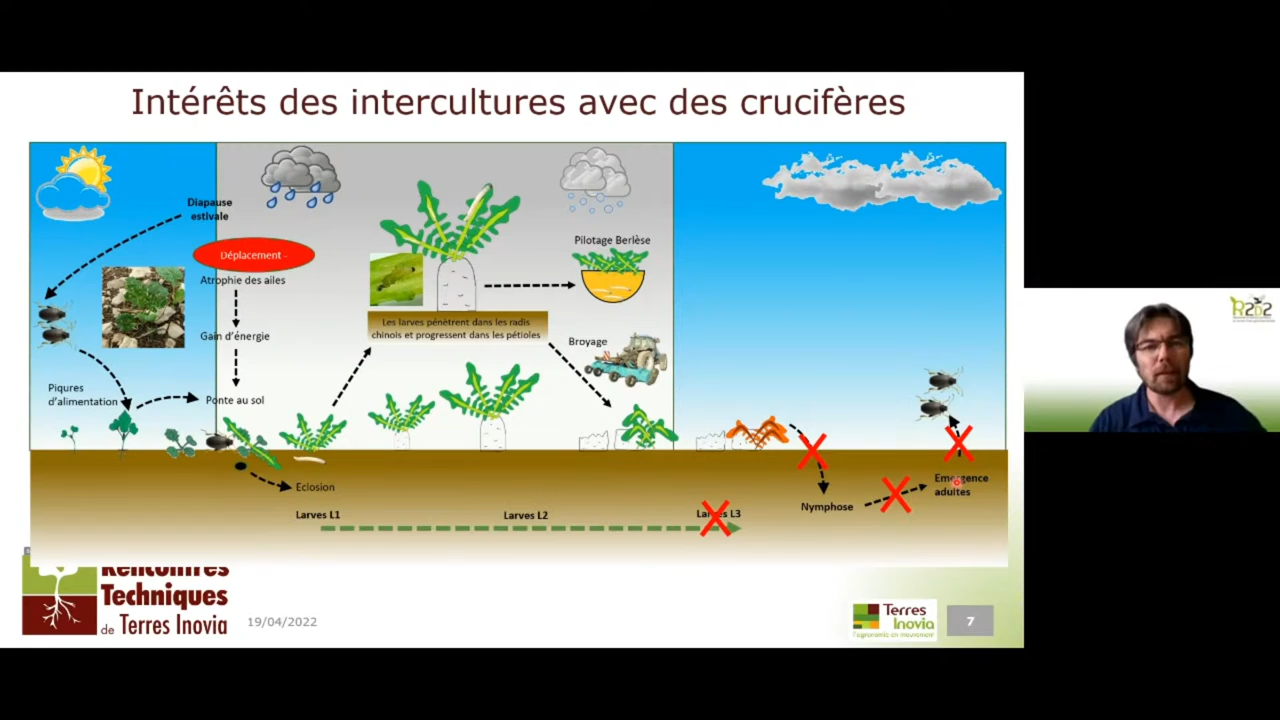 Intérêts des intercultures avec des crucifères
Diapause
estivale
Déplacement -
Atrophie des ailes
Gain d'énergie
Ponte au sol
Piqures
d'alimentation
Les larves pénètrent dans les radis
chinois et progressent dans les pétioles
Pilotage Berlèse
Broyage
Eclosion
Larves L1
Larves L2
Larves L3
Nymphose
Emergence
adultes
Rencontres
Techniques
de Terres Inovia
19/04/2022
Terres
Inovia
l'agronomie en mouvement
7
R2D2